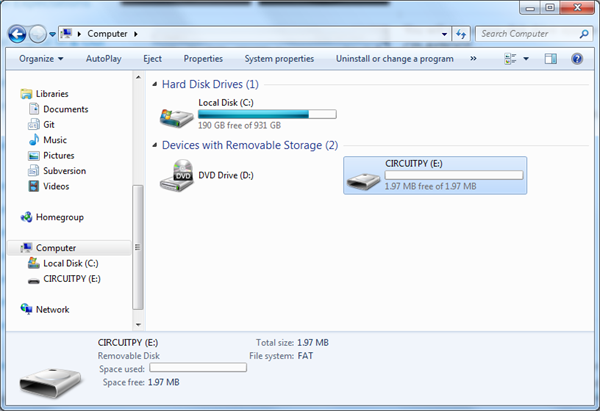 Computer
Search Computer
Organize AutoPlay Eject Properties System properties Uninstall or change a program »
Libraries
Documents
Git
Music
Pictures
Subversion
Videos
Homegroup
Computer
Local Disk (C:)
CIRCUITPY (E:)
Network
Hard Disk Drives (1)
Local Disk (C:)
190 GB free of 931 GB
Devices with Removable Storage (2)
DVD
DVD Drive (D:)
CIRCUITPY (E:)
1.97 MB free of 1.97 MB
CIRCUITPY (E:) Total size: 1.97 MB
Removable Disk File system: FAT
Space used:
Space free: 1.97 MB